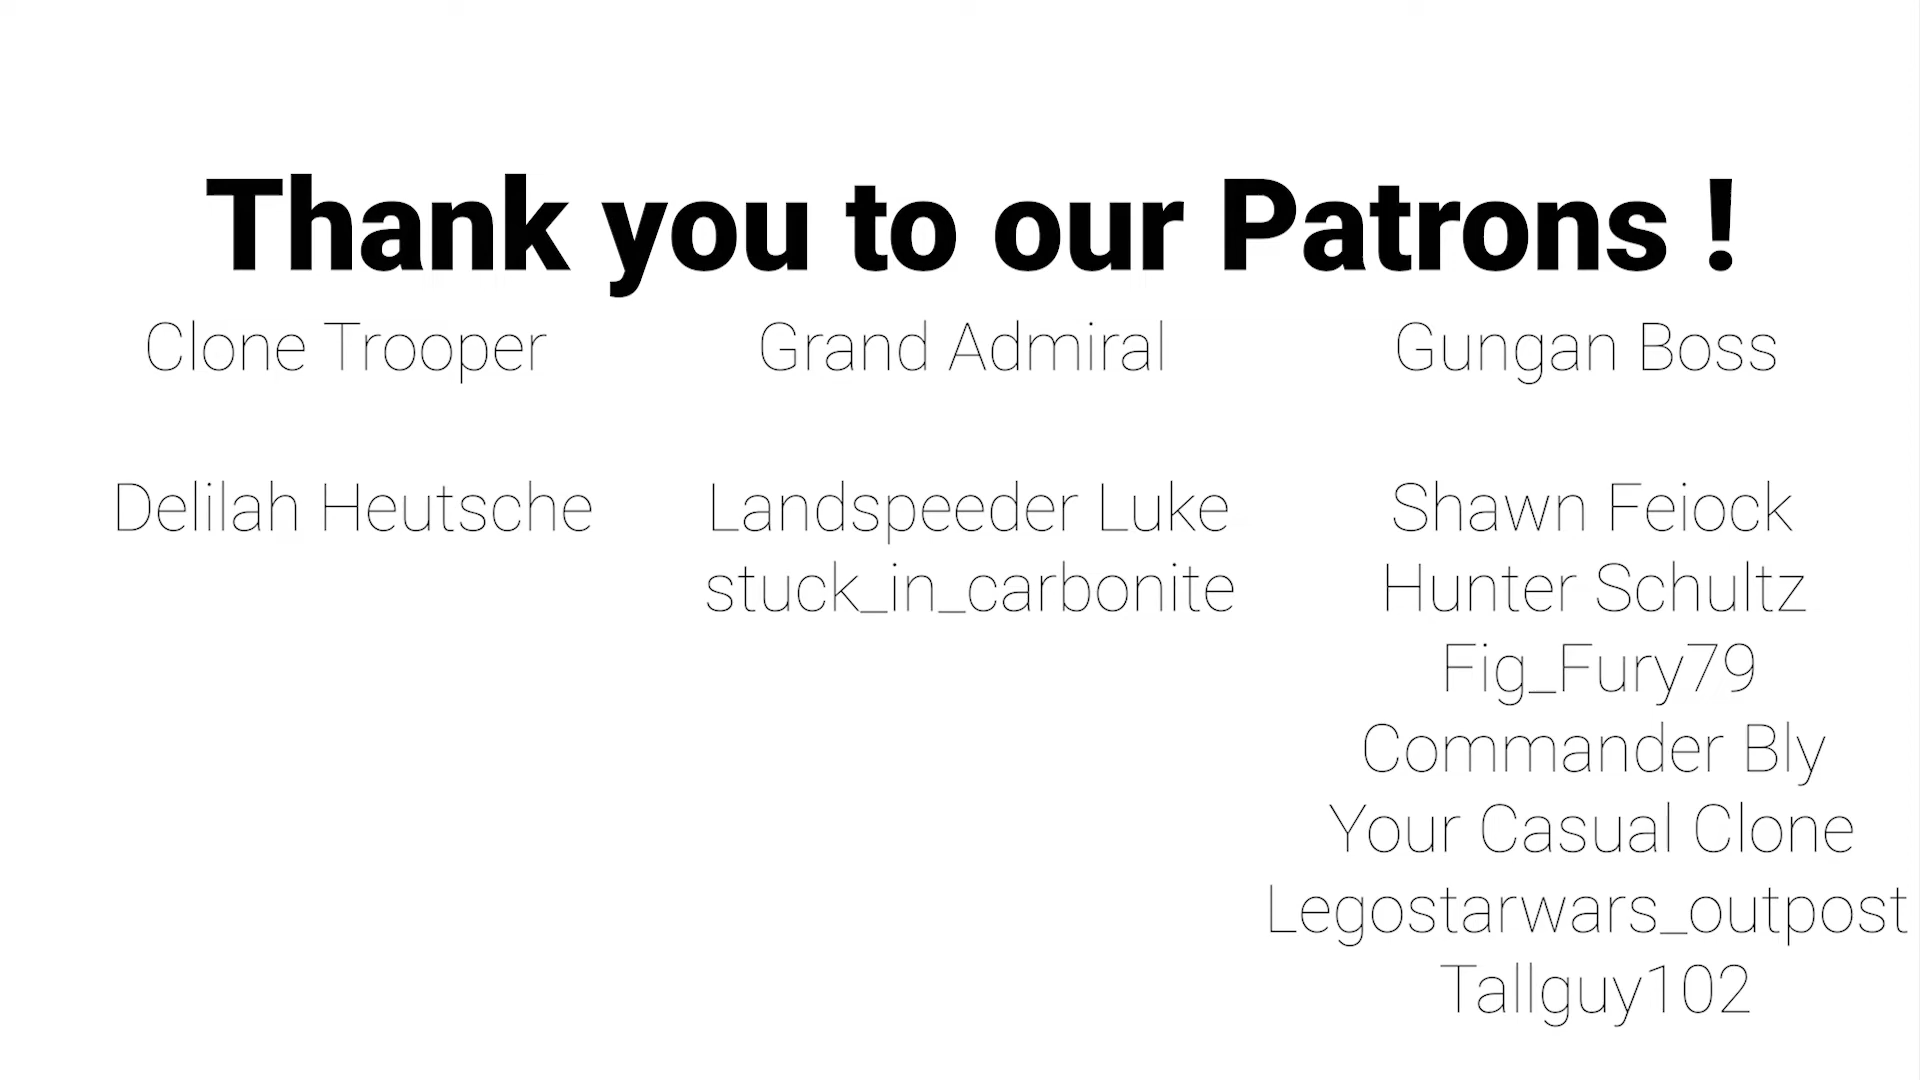 Thank you to our Patrons !
Clone Trooper
Grand Admiral
Gungan Boss
Delilah Heutsche
Landspeeder Luke
stuck_in_carbonite
Shawn Feiock
Hunter Schultz
Fig_Fury79
Commander Bly
Your Casual Clone
Legostarwars_outpost
Tallguy102